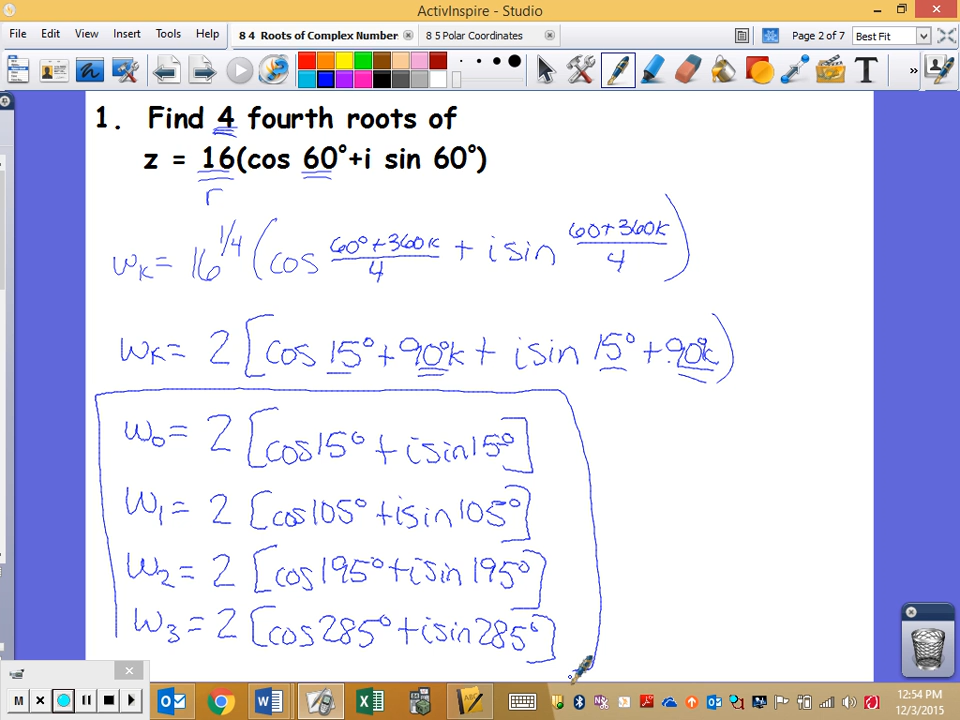 ActivInspire - Studio
File Edit View Insert Tools Help
8 4 Roots of Complex Number
8 5 Polar Coordinates
Page 2 of 7
Best Fit
1. Find 4 fourth roots of
z = 16(cos 60°+i sin 60°)
r
wk = 16^1/4 (cos 60°+360k/4 + i sin 60+360k/4)
wk = 2 [cos 15° + 90°k + i sin 15° + 90°k)
w0 = 2 [cos 15° + i sin 15°]
w1 = 2 [cos 105° + i sin 105°]
w2 = 2 [cos 195° + i sin 195°]
w3 = 2 [cos 285° + i sin 285°]
12:54 PM
12/3/2015